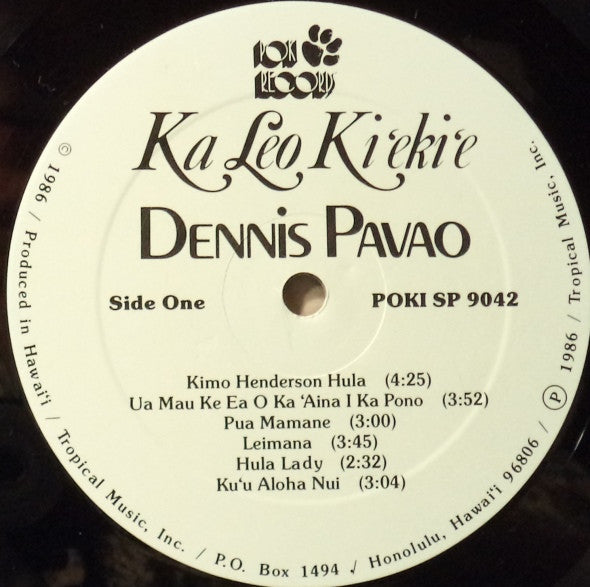 POKI
RECORDS
Ka Leo Ki‘eki‘e
DENNIS PAVAO
Side One
POKI SP 9042
Kimo Henderson Hula (4:25)
Ua Mau Ke Ea O Ka ‘Aina I Ka Pono (3:52)
Pua Mamane (3:00)
Leimana (3:45)
Hula Lady (2:32)
Ku‘u Aloha Nui (3:04)
© 1986 / Produced in Hawai‘i / Tropical Music, Inc. / P.O. Box 1494 / Honolulu, Hawai‘i 96806 / ℗ 1986 / Tropical Music, Inc.